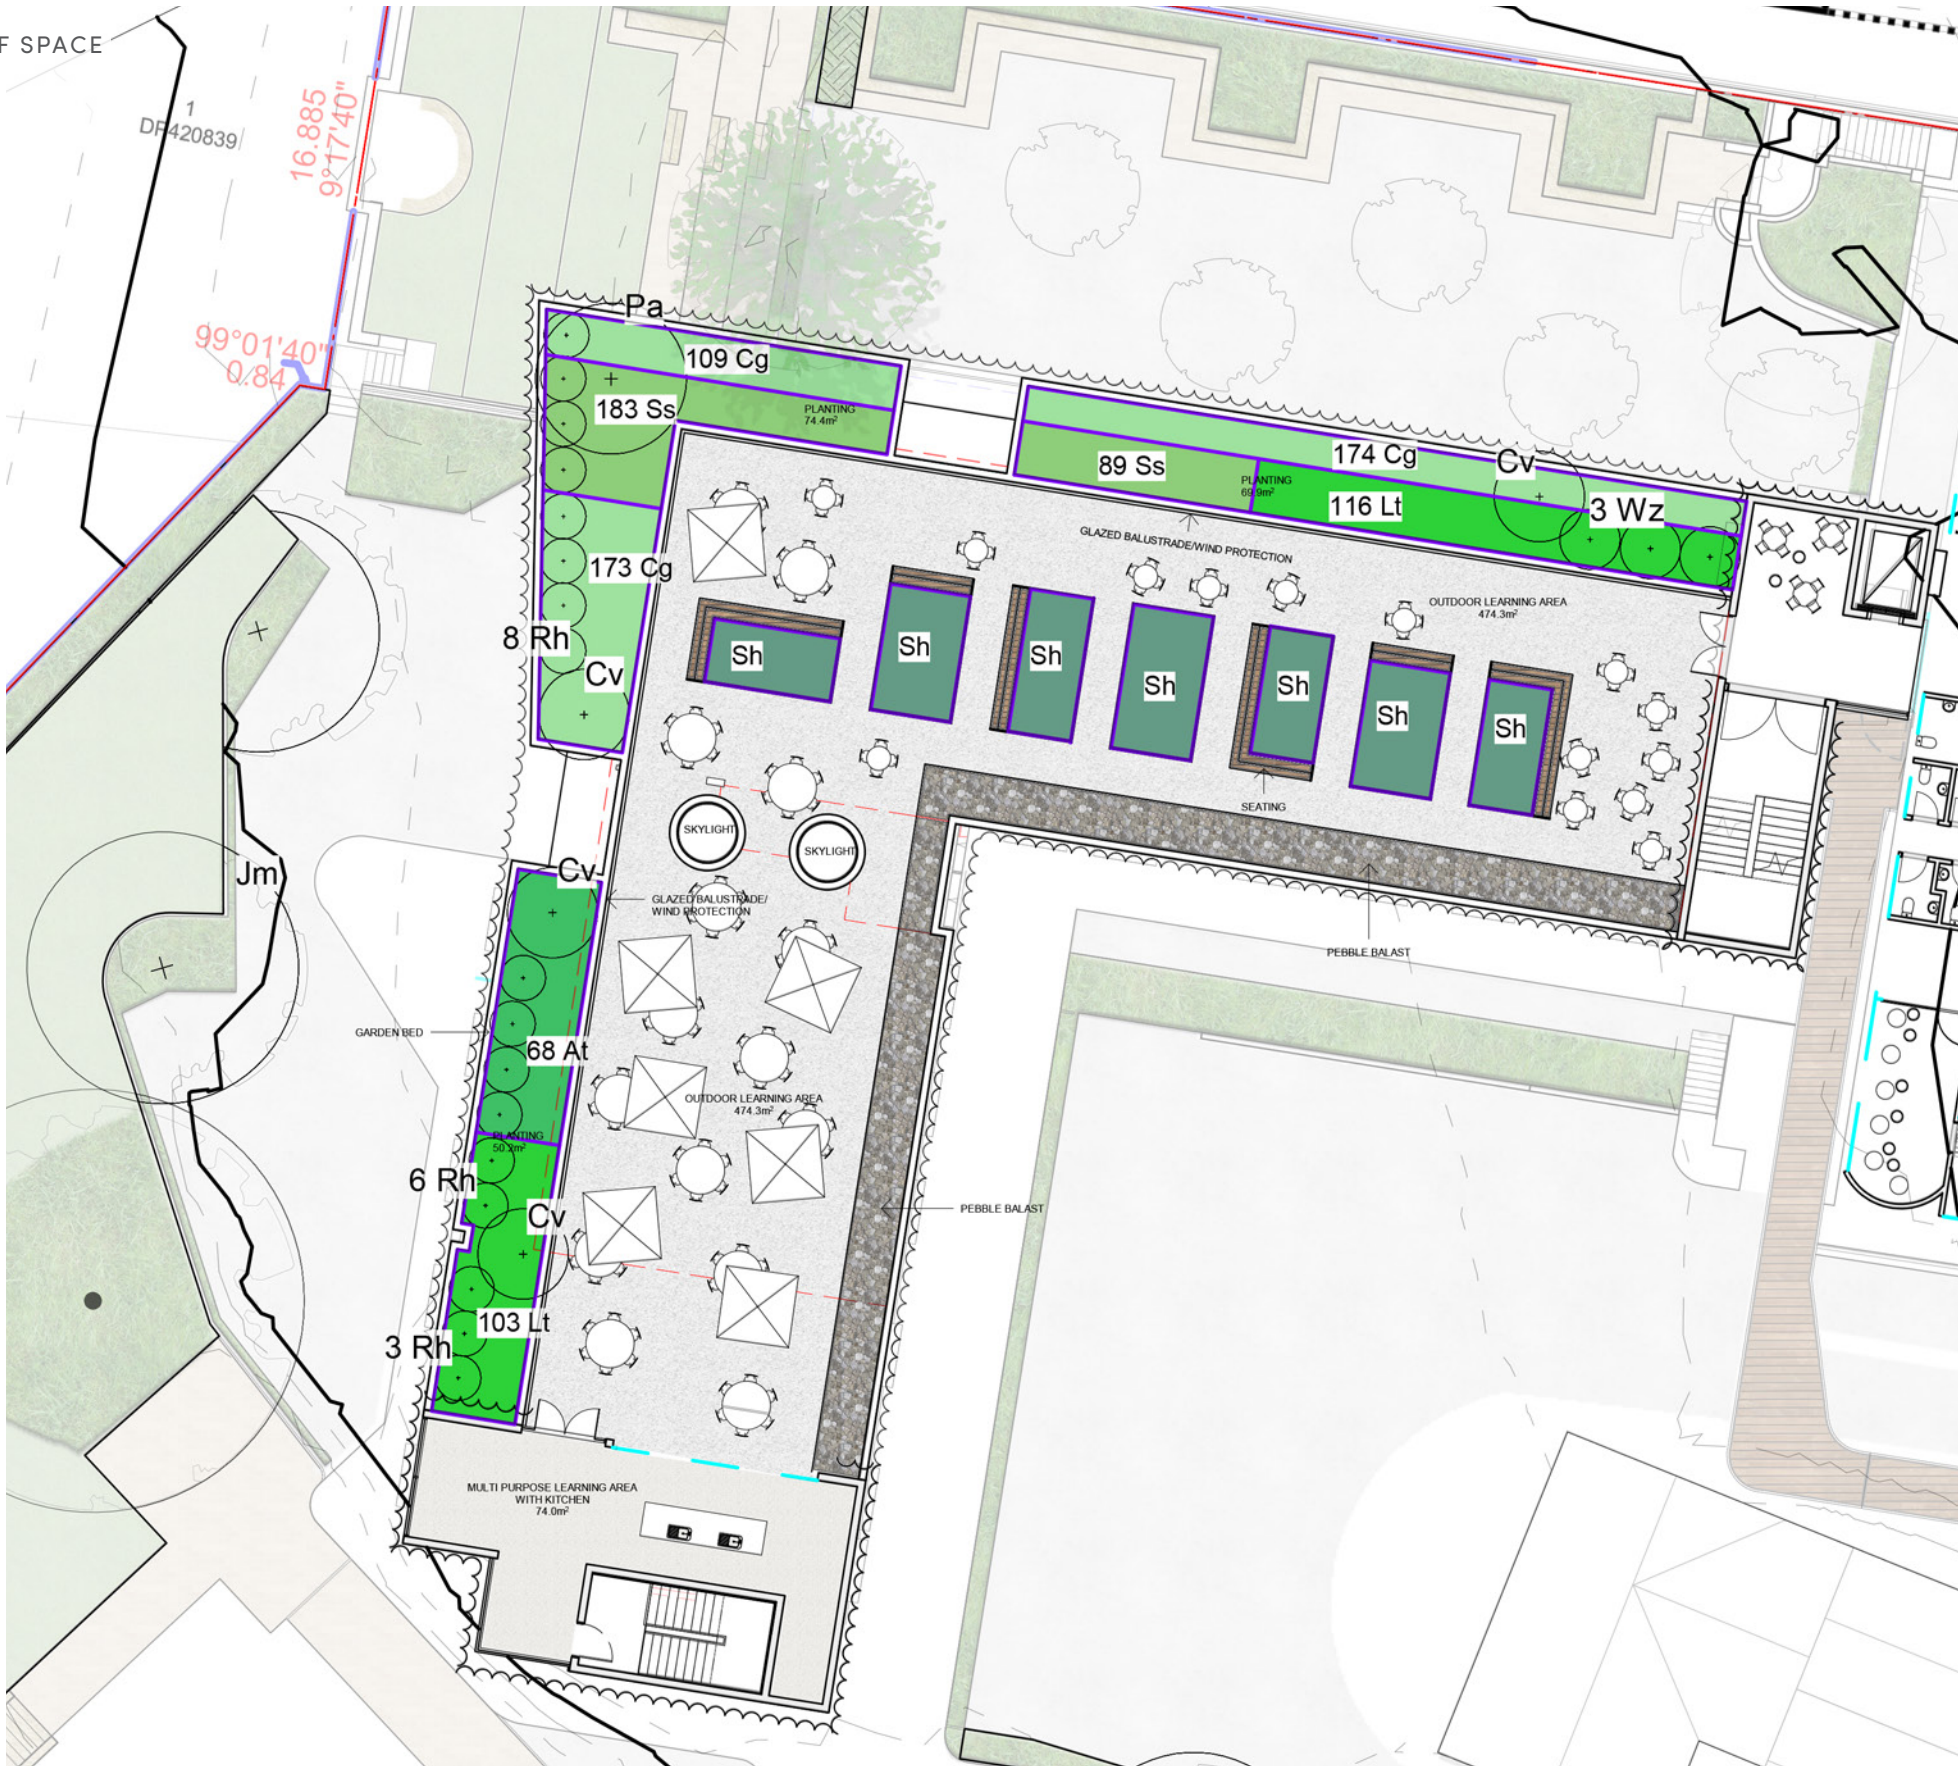 F SPACE
1
DP420839
16.885
9°17'40"
99°01'40"
0.84
Pa
109 Cg
183 Ss
PLANTING
74.4m²
174 Cg
Cv
89 Ss
PLANTING
69.9m²
116 Lt
3 Wz
GLAZED BALUSTRADE/WIND PROTECTION
173 Cg
OUTDOOR LEARNING AREA
474.3m²
8 Rh
Cv
Sh
Sh
Sh
Sh
Sh
Sh
Sh
SEATING
SKYLIGHT
SKYLIGHT
Jm
Cv
GLAZED BALUSTRADE/
WIND PROTECTION
PEBBLE BALAST
GARDEN BED
68 At
OUTDOOR LEARNING AREA
474.3m²
PLANTING
50.2m²
6 Rh
Cv
PEBBLE BALAST
103 Lt
3 Rh
MULTI PURPOSE LEARNING AREA
WITH KITCHEN
74.0m²